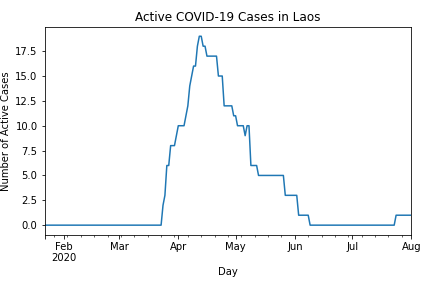 Active COVID-19 Cases in Laos
Number of Active Cases
17.5
15.0
12.5
10.0
7.5
5.0
2.5
0.0
Feb Mar Apr May Jun Jul Aug
2020
Day